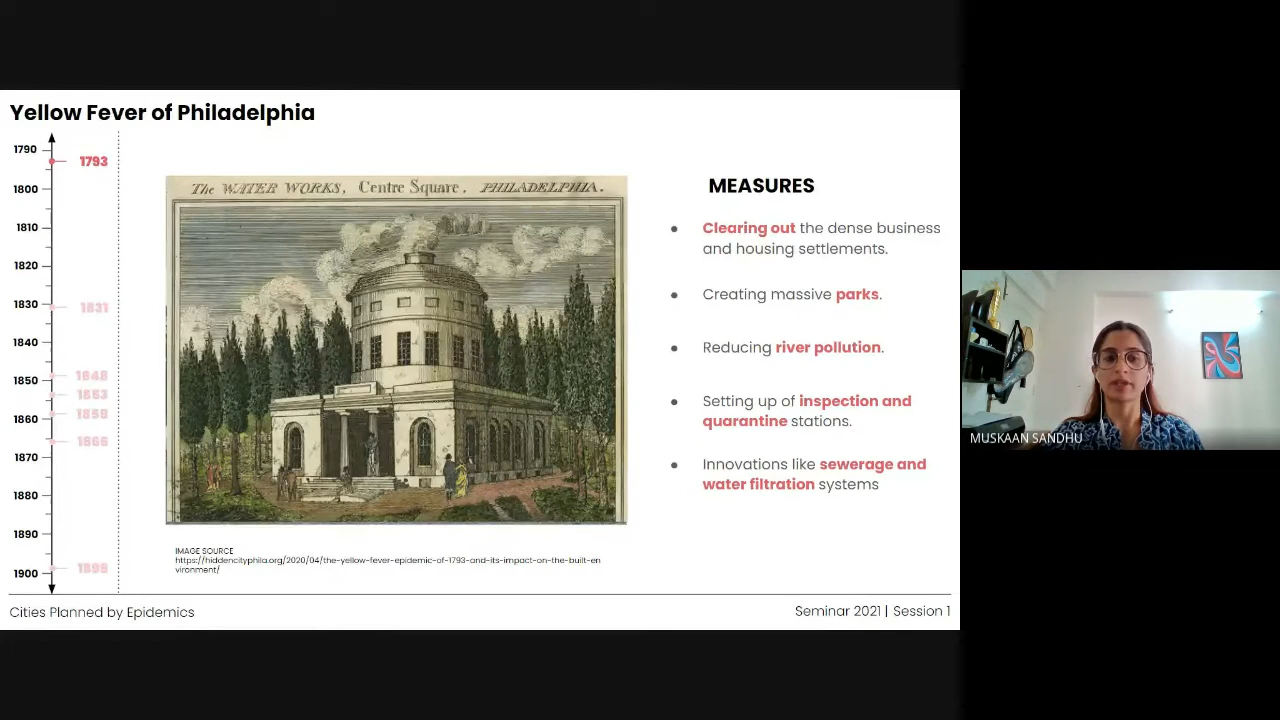 Yellow Fever of Philadelphia
1790
1793
1800
1810
1820
1830
1831
1840
1848
1850
1853
1858
1860
1866
1870
1880
1890
1896
1900
The WATER WORKS, Centre Square, PHILADELPHIA.
IMAGE SOURCE
https://hiddencityphila.org/2020/04/the-yellow-fever-epidemic-of-1793-and-its-impact-on-the-built-en
vironment/
MEASURES
• Clearing out the dense business
and housing settlements.
• Creating massive parks.
• Reducing river pollution.
• Setting up of inspection and
quarantine stations.
• Innovations like sewerage and
water filtration systems
MUSKAAN SANDHU
Cities Planned by Epidemics
Seminar 2021 | Session 1